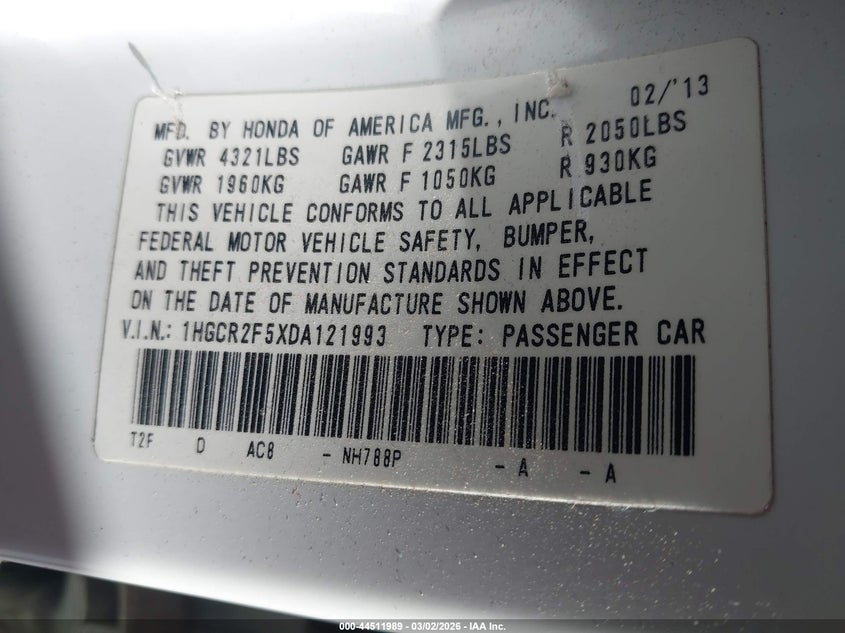 02/'13
MFD. BY HONDA OF AMERICA MFG., INC.
GVWR 4321LBS GAWR F 2315LBS R 2050LBS
GVWR 1960KG GAWR F 1050KG R 930KG
THIS VEHICLE CONFORMS TO ALL APPLICABLE
FEDERAL MOTOR VEHICLE SAFETY, BUMPER,
AND THEFT PREVENTION STANDARDS IN EFFECT
ON THE DATE OF MANUFACTURE SHOWN ABOVE.
V.I.N.: 1HGCR2F5XDA121993 TYPE: PASSENGER CAR
T2F D AC8 - NH788P - A - A
000-44511989 - 03/02/2026 - IAA Inc.